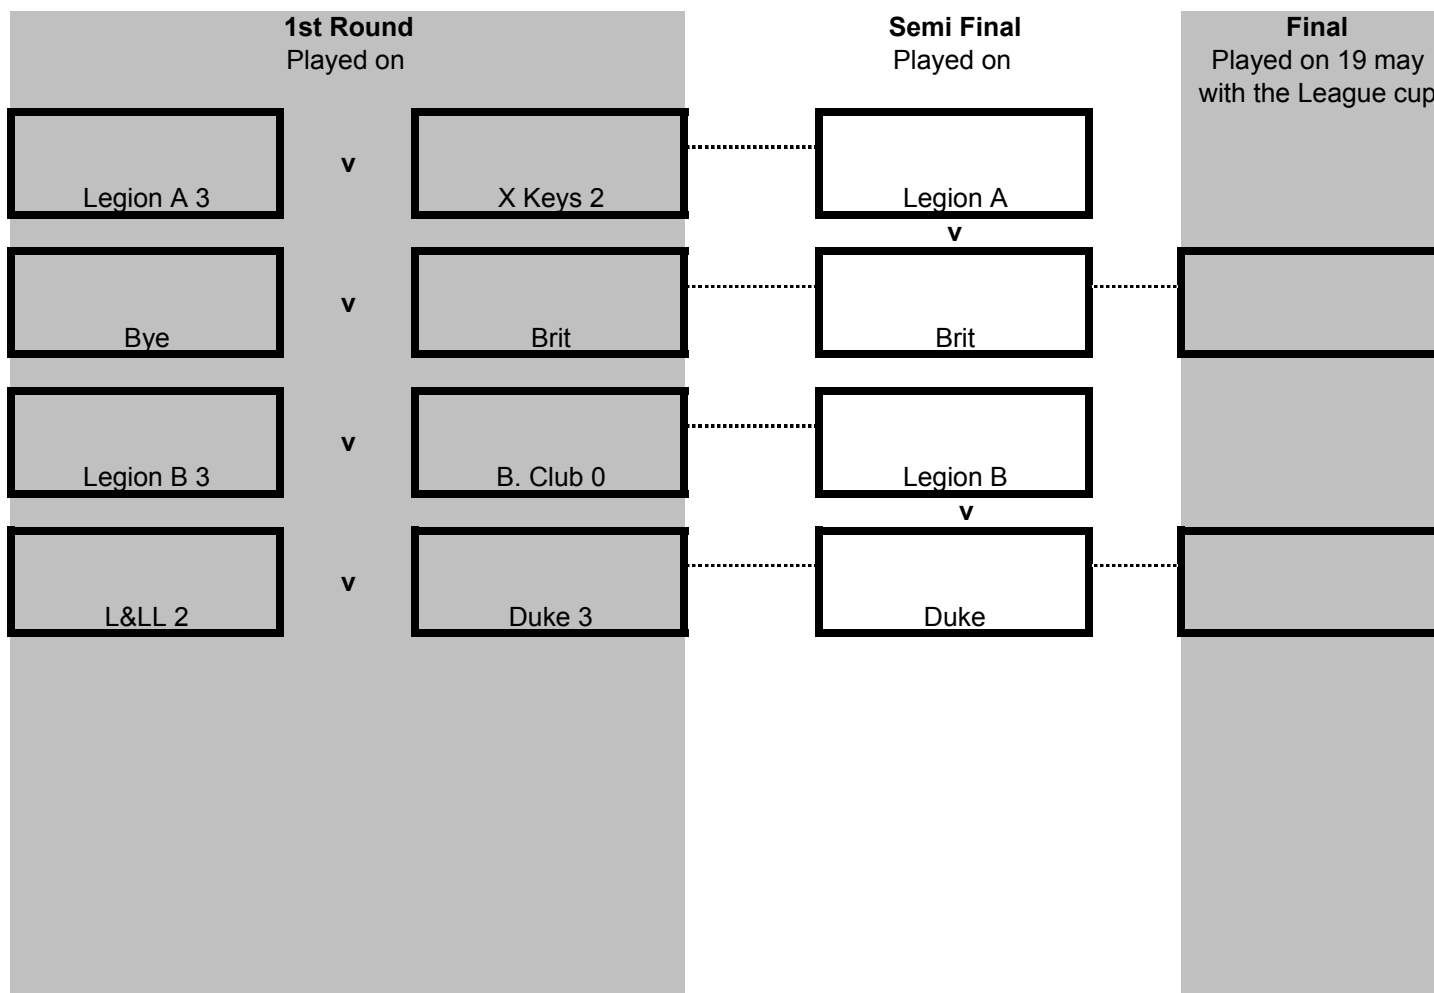 1st Round
Played on
Semi Final
Played on
Final
Played on 19 may
with the League cup
Legion A 3
v
X Keys 2
Legion A
v
Bye
v
Brit
Brit
Legion B 3
v
B. Club 0
Legion B
v
L&LL 2
v
Duke 3
Duke